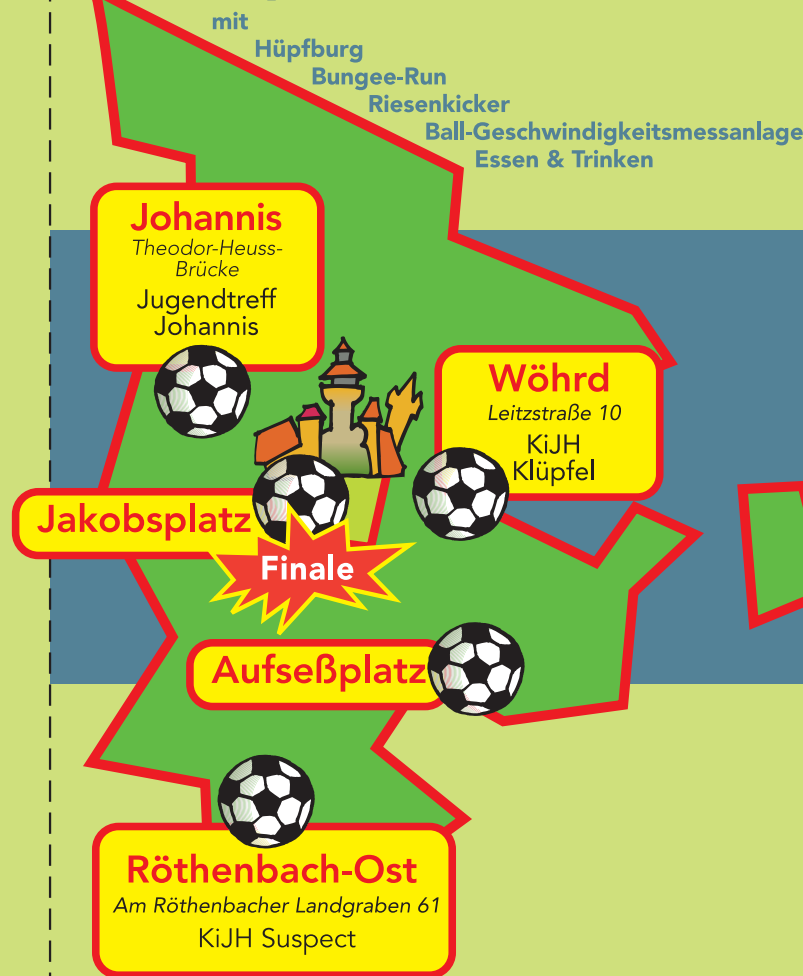 mit
Hüpfburg
Bungee-Run
Riesenkicker
Ball-Geschwindigkeitsmessanlage
Essen & Trinken
Johannis
Theodor-Heuss-
Brücke
Jugendtreff
Johannis
Wöhrd
Leitzstraße 10
KiJH
Klüpfel
Jakobsplatz
Finale
Aufseßplatz
Röthenbach-Ost
Am Röthenbacher Landgraben 61
KiJH Suspect